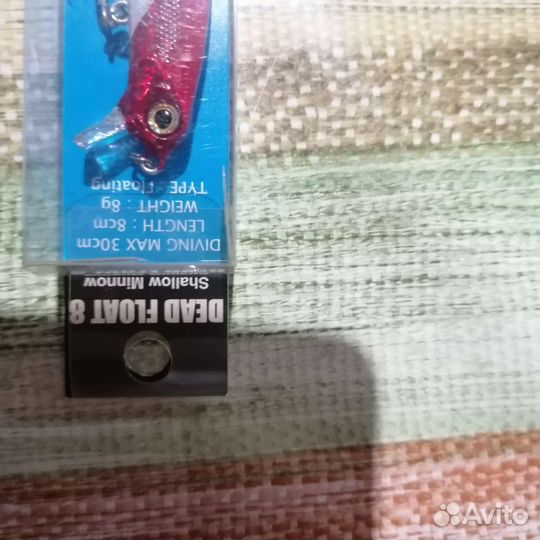 DEAD FLOAT 8
Shallow Minnow
DIVING MAX 30cm
LENGTH : 8cm
WEIGHT : 8g
TYPE : Floating
Avito